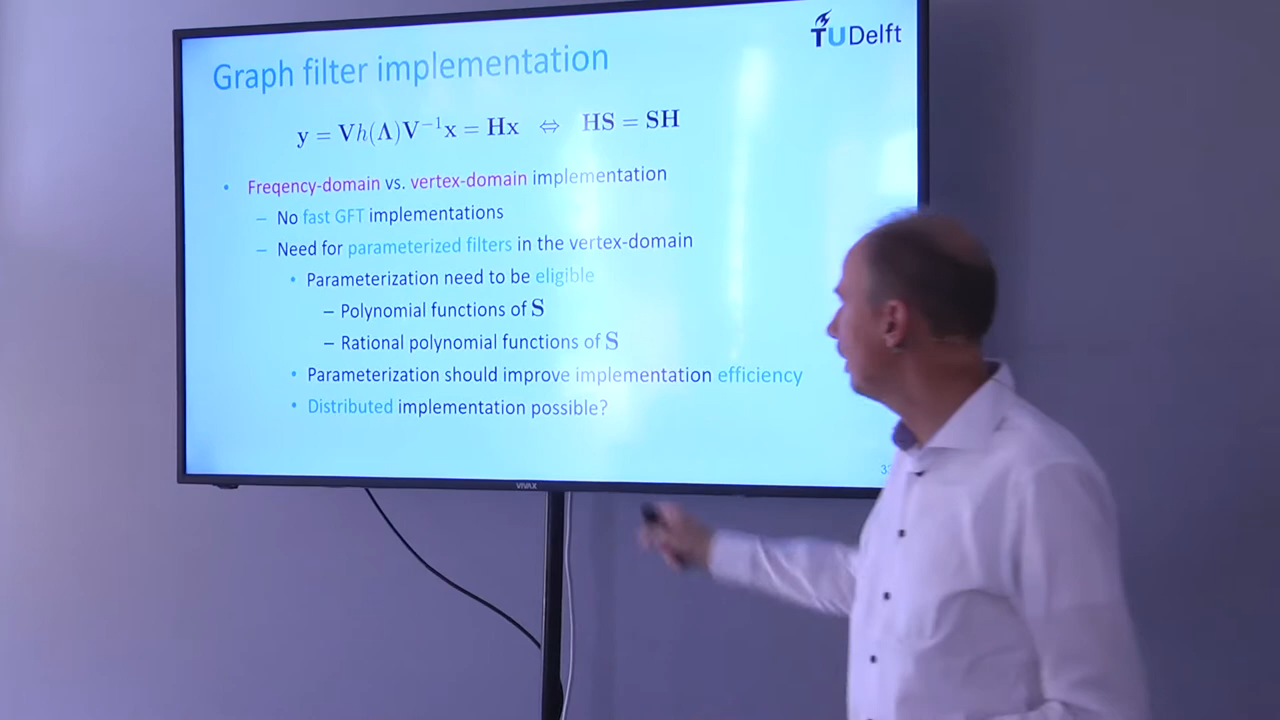 TUDelft
Graph filter implementation
y = Vh(Λ)V⁻¹x = Hx ⇔ HS = SH
• Freqency-domain vs. vertex-domain implementation
– No fast GFT implementations
– Need for parameterized filters in the vertex-domain
• Parameterization need to be eligible
– Polynomial functions of S
– Rational polynomial functions of S
• Parameterization should improve implementation efficiency
• Distributed implementation possible?
VIVAX